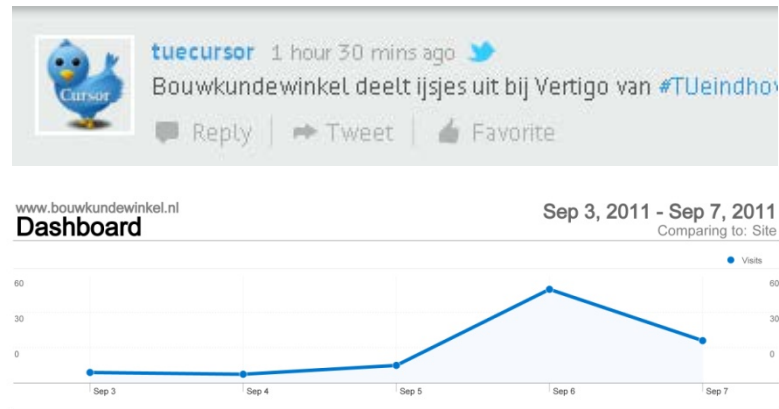 tuecursor 1 hour 30 mins ago
Cursor
Bouwkundewinkel deelt ijsjes uit bij Vertigo van #TUeindhov
Reply Tweet Favorite
www.bouwkundewinkel.nl
Dashboard
Sep 3, 2011 - Sep 7, 2011
Comparing to: Site
Visits
60 60
30 30
0 0
Sep 3 Sep 4 Sep 5 Sep 6 Sep 7